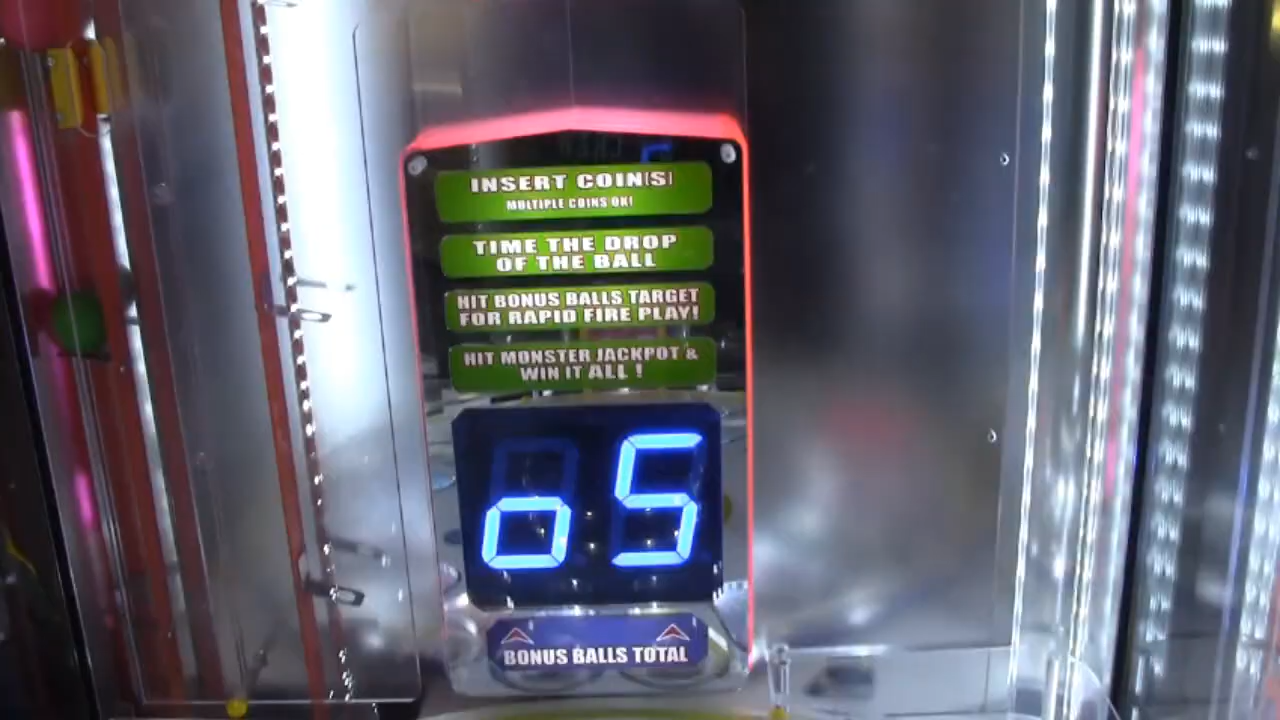 INSERT COIN(S)
MULTIPLE COINS OK!
TIME THE DROP
OF THE BALL
HIT BONUS BALLS TARGET
FOR RAPID FIRE PLAY!
HIT MONSTER JACKPOT &
WIN IT ALL !
o5
BONUS BALLS TOTAL